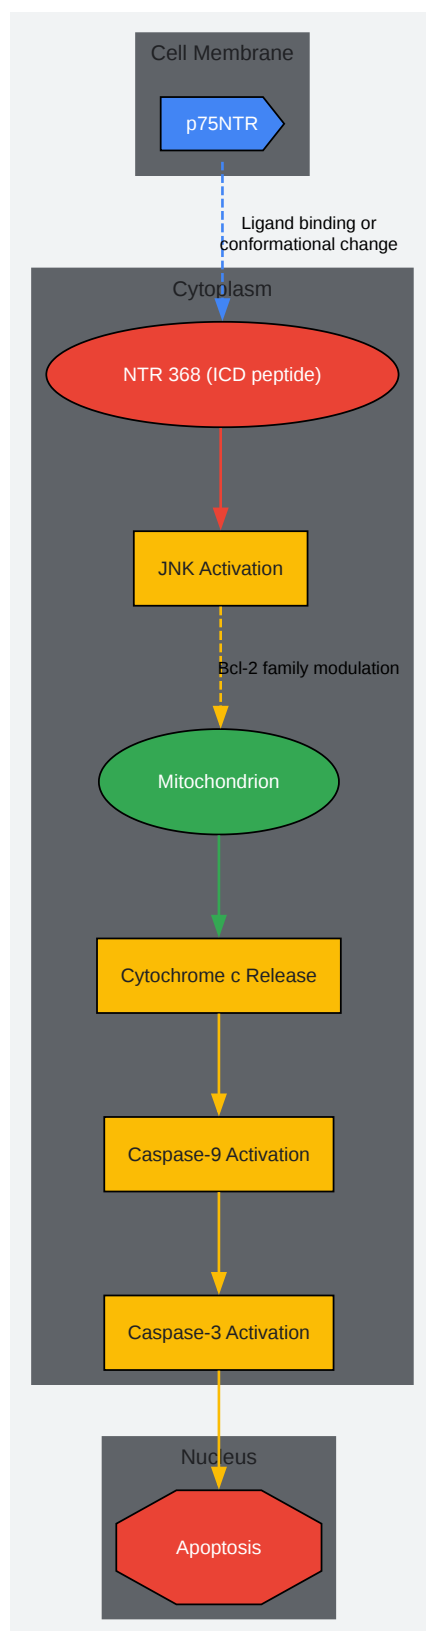 Cell Membrane
p75NTR
Ligand binding or
conformational change
Cytoplasm
NTR 368 (ICD peptide)
JNK Activation
Bcl-2 family modulation
Mitochondrion
Cytochrome c Release
Caspase-9 Activation
Caspase-3 Activation
Nucleus
Apoptosis